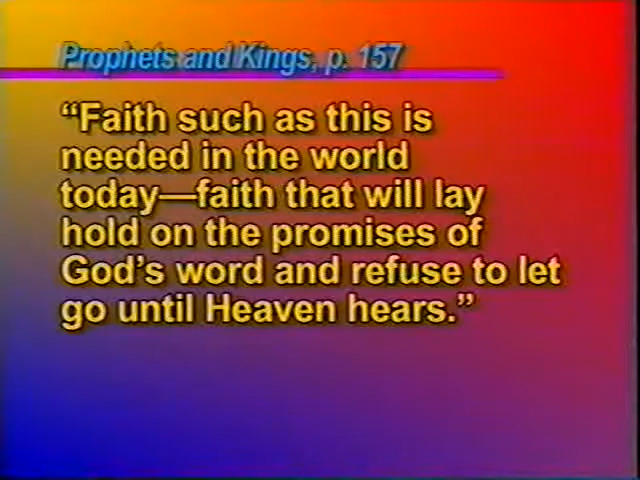 Prophets and Kings, p. 157
“Faith such as this is
needed in the world
today—faith that will lay
hold on the promises of
God’s word and refuse to let
go until Heaven hears.”